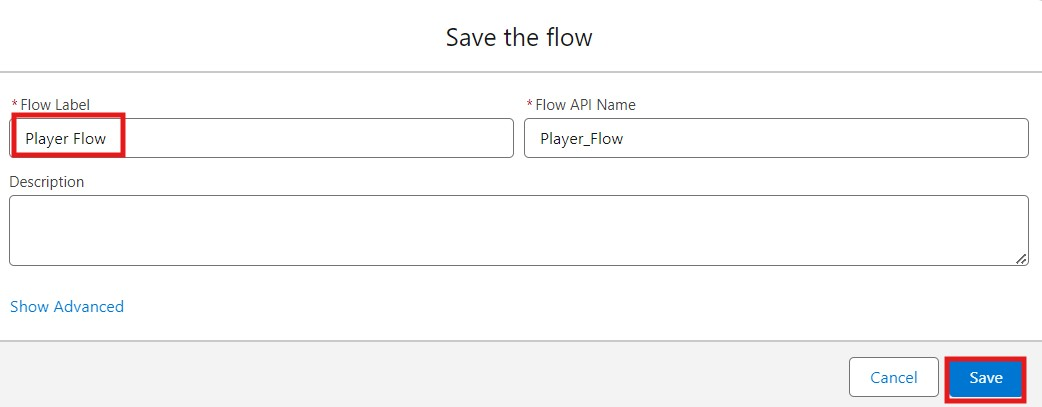 Save the flow
* Flow Label
* Flow API Name
Player Flow
Player_Flow
Description
Show Advanced
Cancel
Save